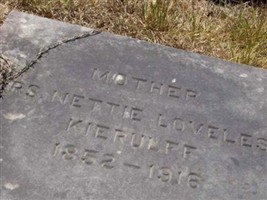 MOTHER
RS. NETTIE LOVELES
KIERULFF
1852-1916